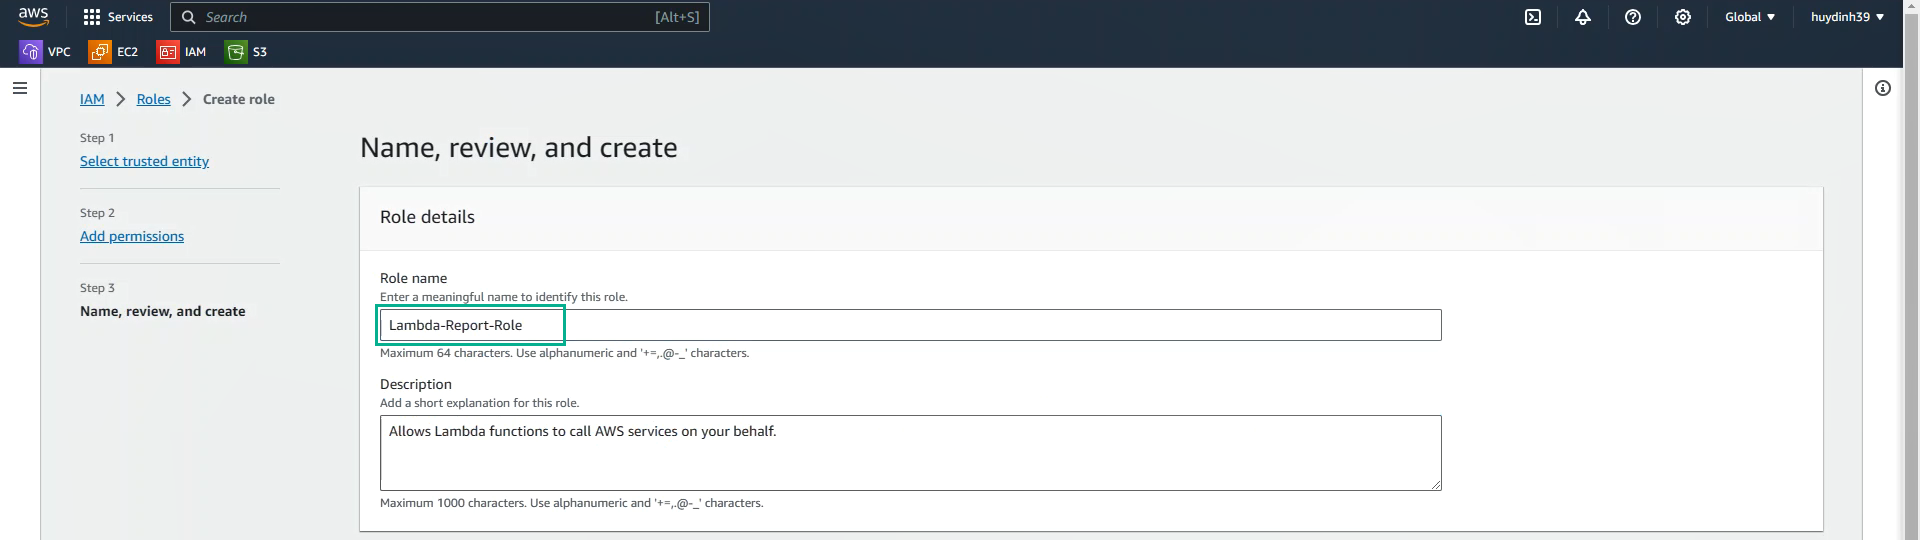 aws
Services
Search
[Alt+S]
Global
huydinh39
VPC
EC2
IAM
S3
IAM
Roles
Create role
Step 1
Select trusted entity
Step 2
Add permissions
Step 3
Name, review, and create
Name, review, and create
Role details
Role name
Enter a meaningful name to identify this role.
Lambda-Report-Role
Maximum 64 characters. Use alphanumeric and '+=,.@-_' characters.
Description
Add a short explanation for this role.
Allows Lambda functions to call AWS services on your behalf.
Maximum 1000 characters. Use alphanumeric and '+=,.@-_' characters.